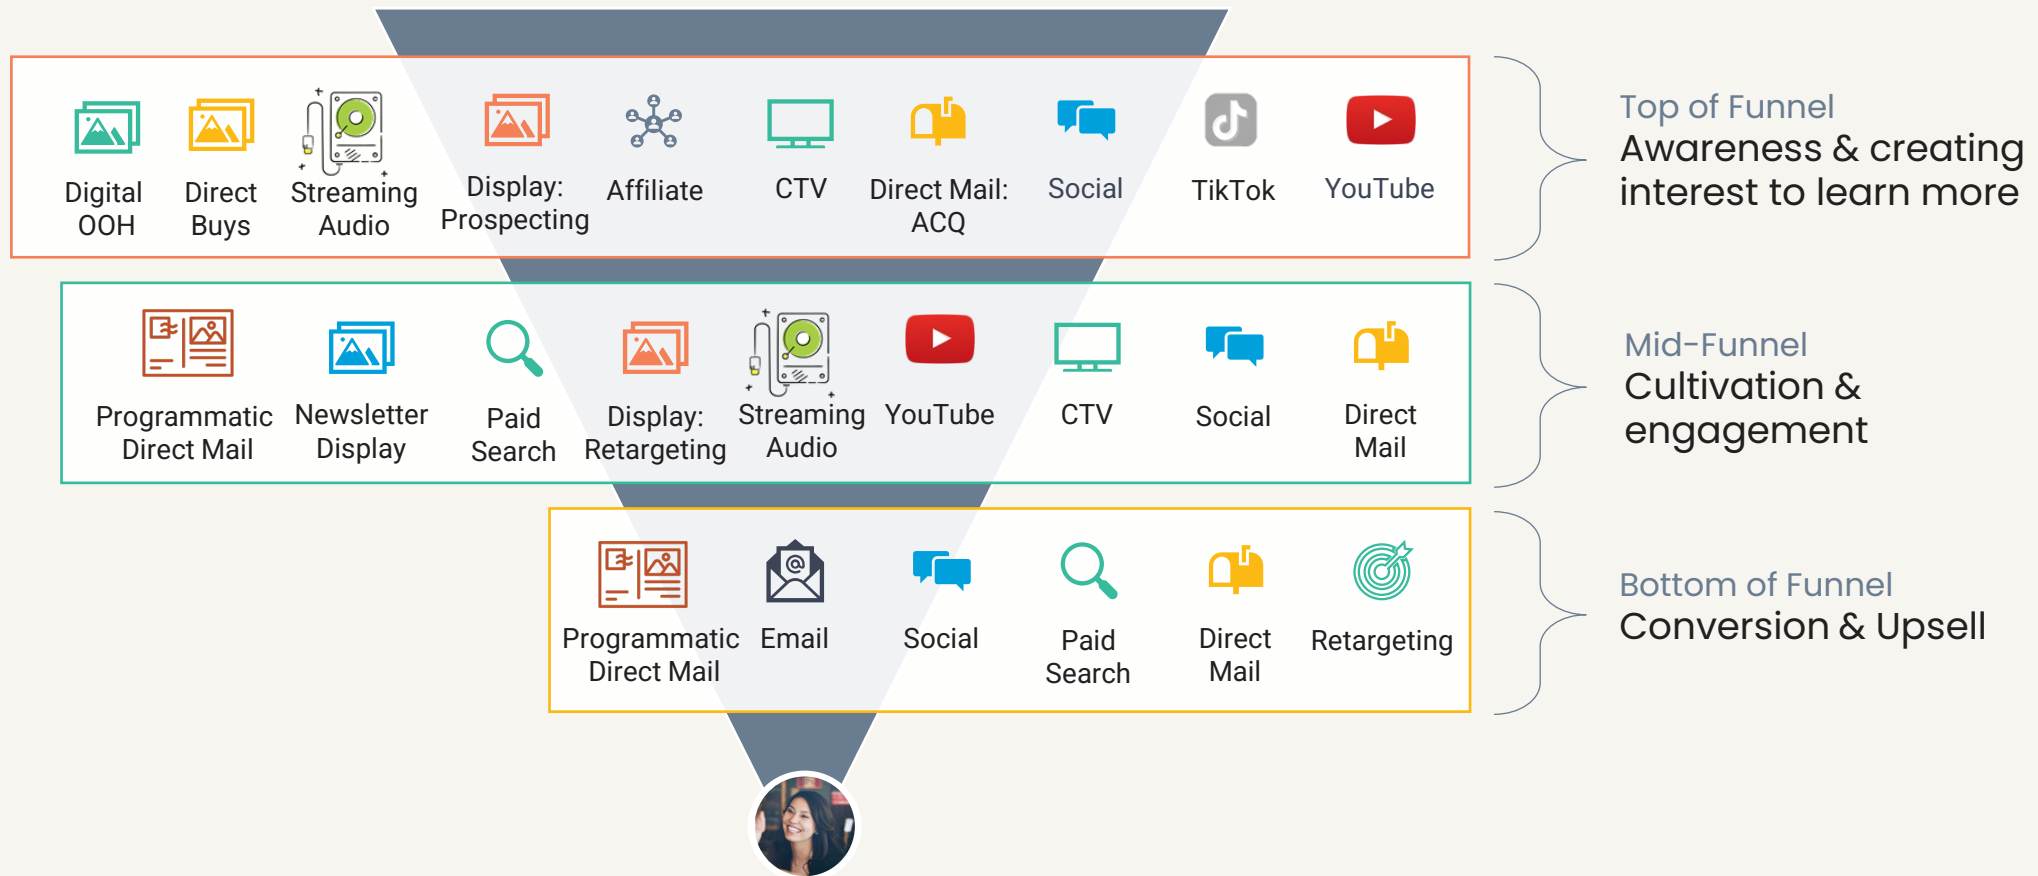 Digital
OOH
Direct
Buys
Streaming
Audio
Display:
Prospecting
Affiliate
CTV
Direct Mail:
ACQ
Social
TikTok
YouTube
Top of Funnel
Awareness & creating
interest to learn more
Programmatic
Direct Mail
Newsletter
Display
Paid
Search
Display:
Retargeting
Streaming
Audio
YouTube
CTV
Social
Direct
Mail
Mid-Funnel
Cultivation &
engagement
Programmatic
Direct Mail
@
Email
Social
Paid
Search
Direct
Mail
Retargeting
Bottom of Funnel
Conversion & Upsell